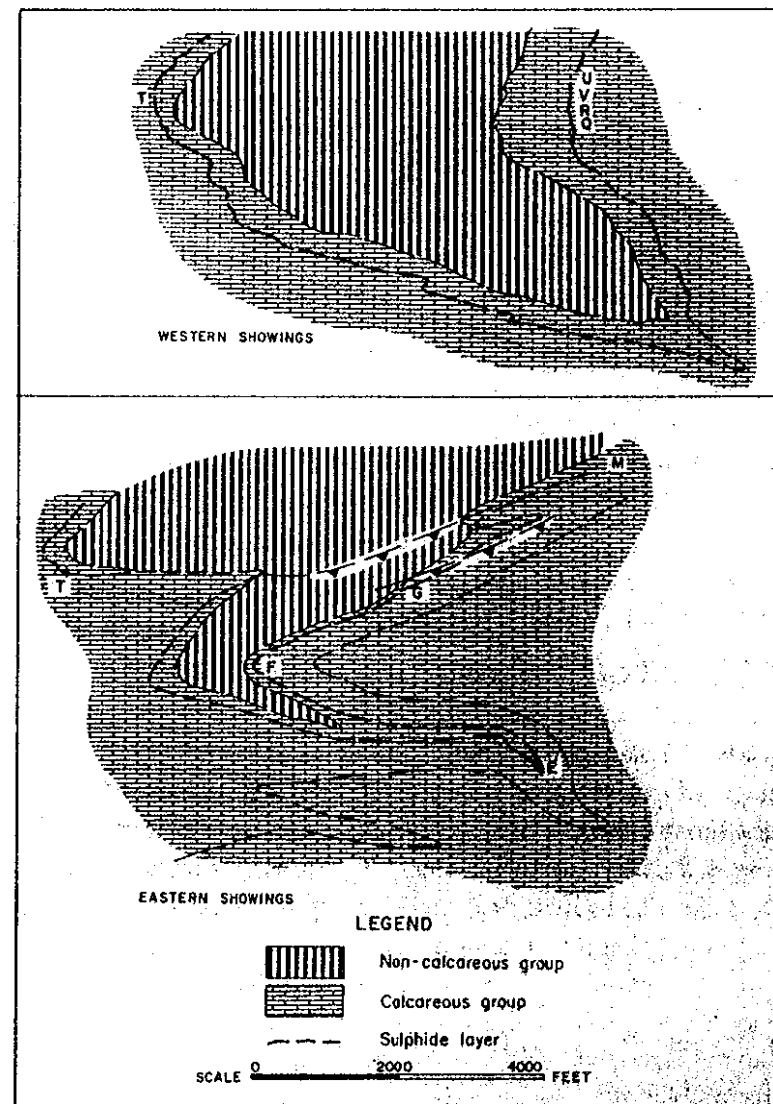 T
U
V
R
O
WESTERN SHOWINGS
M
T
G
F
E
EASTERN SHOWINGS
LEGEND
Non-calcareous group
Calcareous group
Sulphide layer
SCALE 0 2000 4000 FEET